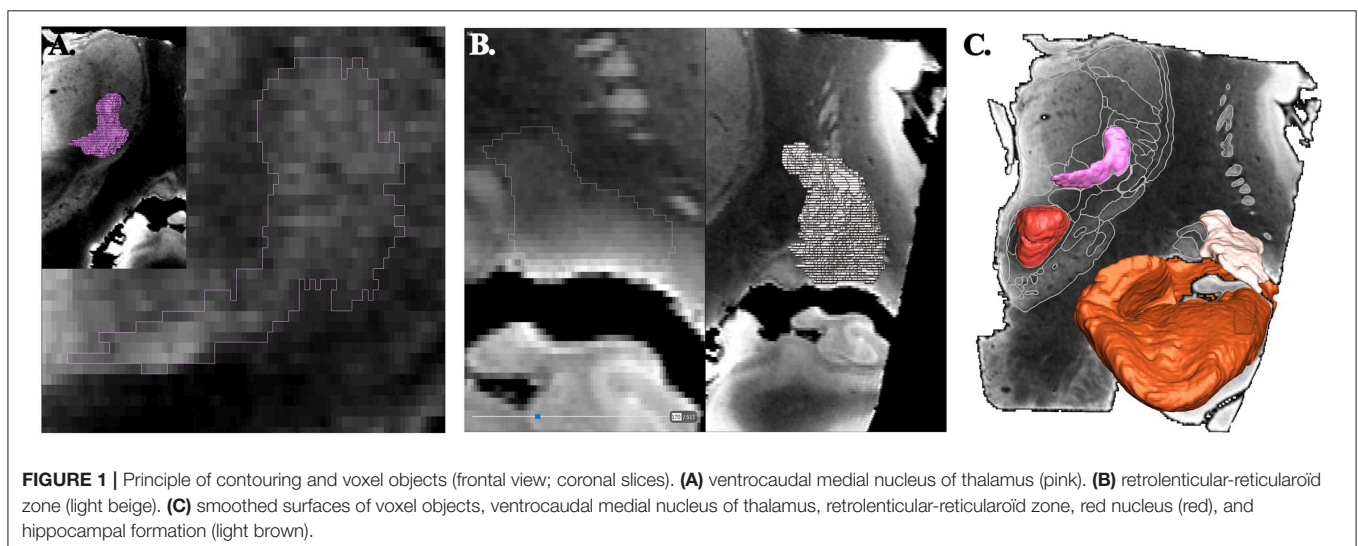 A.
B.
C.
179 / 511
FIGURE 1 | Principle of contouring and voxel objects (frontal view; coronal slices). (A) ventrocaudal medial nucleus of thalamus (pink). (B) retrolenticular-reticularoïd
zone (light beige). (C) smoothed surfaces of voxel objects, ventrocaudal medial nucleus of thalamus, retrolenticular-reticularoïd zone, red nucleus (red), and
hippocampal formation (light brown).